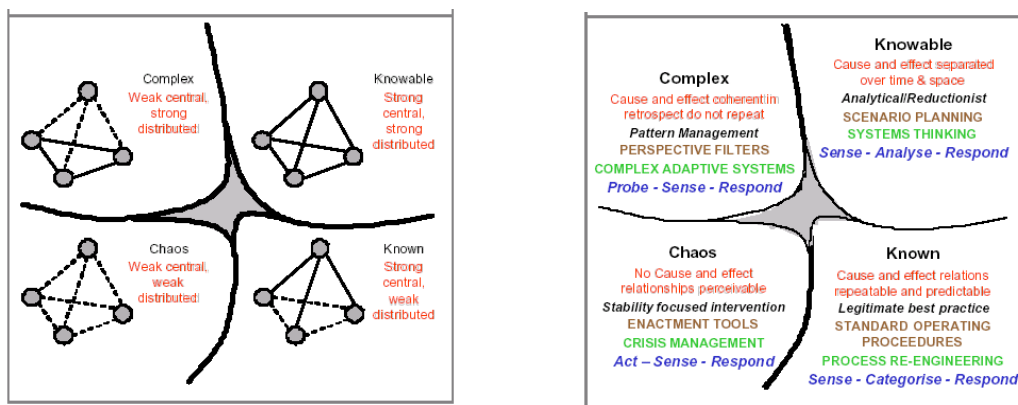 Complex
Weak central,
strong
distributed
Knowable
Strong
central,
strong
distributed
Chaos
Weak central,
weak
distributed
Known
Strong
central,
weak
distributed
Complex
Cause and effect coherent in
retrospect do not repeat
Pattern Management
PERSPECTIVE FILTERS
COMPLEX ADAPTIVE SYSTEMS
Probe - Sense - Respond
Knowable
Cause and effect separated
over time & space
Analytical/Reductionist
SCENARIO PLANNING
SYSTEMS THINKING
Sense - Analyse - Respond
Chaos
No Cause and effect
relationships perceivable
Stability focused intervention
ENACTMENT TOOLS
CRISIS MANAGEMENT
Act – Sense - Respond
Known
Cause and effect relations
repeatable and predictable
Legitimate best practice
STANDARD OPERATING
PROCEEDURES
PROCESS RE-ENGINEERING
Sense - Categorise - Respond